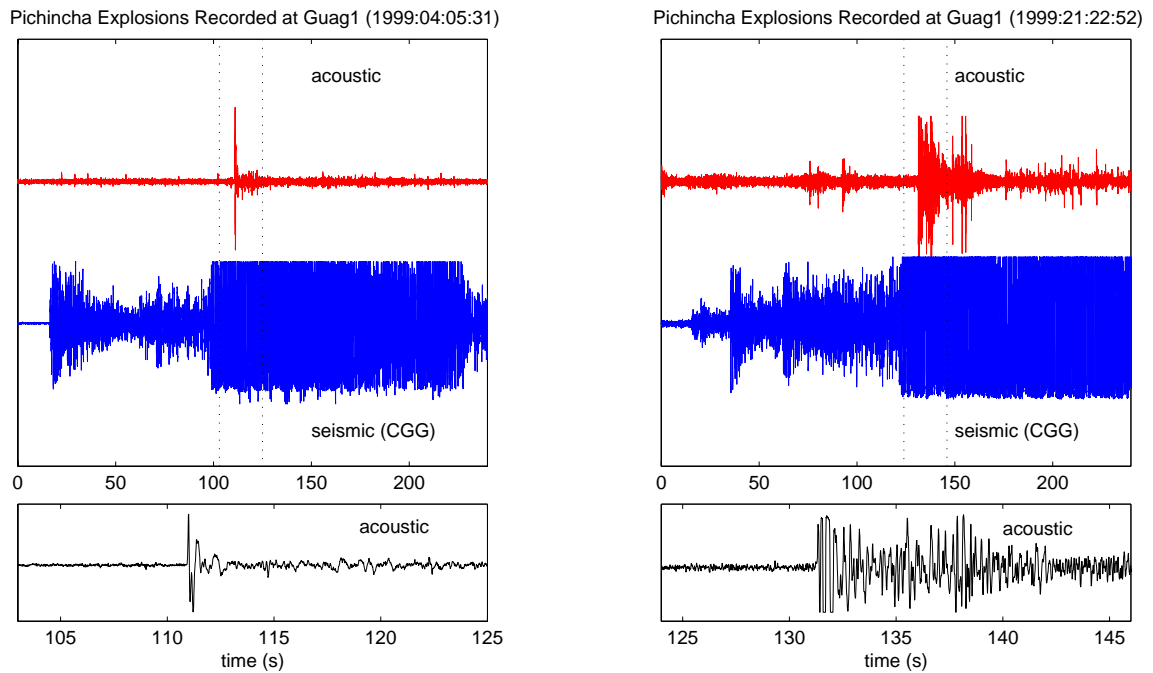 Pichincha Explosions Recorded at Guag1 (1999:04:05:31)
acoustic
seismic (CGG)
0 50 100 150 200
acoustic
105 110 115 120 125
time (s)
Pichincha Explosions Recorded at Guag1 (1999:21:22:52)
acoustic
seismic (CGG)
0 50 100 150 200
acoustic
125 130 135 140 145
time (s)